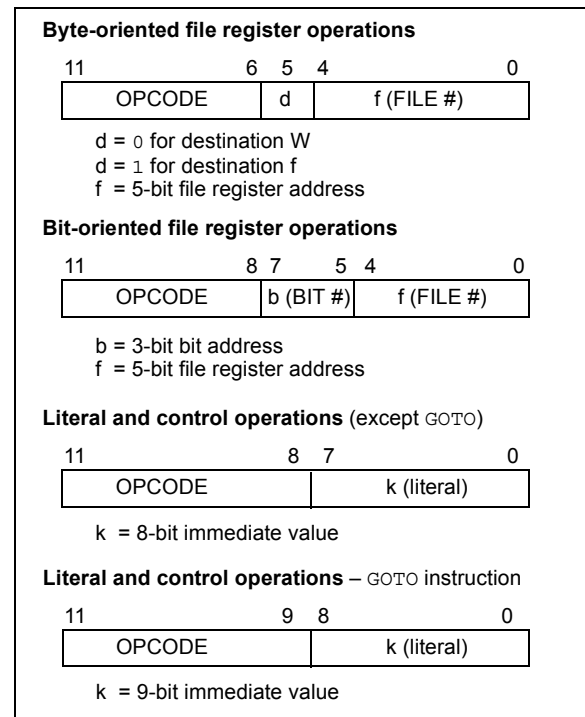 Byte-oriented file register operations
11 6 5 4 0
OPCODE d f (FILE #)
d = 0 for destination W
d = 1 for destination f
f = 5-bit file register address
Bit-oriented file register operations
11 8 7 5 4 0
OPCODE b (BIT #) f (FILE #)
b = 3-bit bit address
f = 5-bit file register address
Literal and control operations (except GOTO)
11 8 7 0
OPCODE k (literal)
k = 8-bit immediate value
Literal and control operations – GOTO instruction
11 9 8 0
OPCODE k (literal)
k = 9-bit immediate value